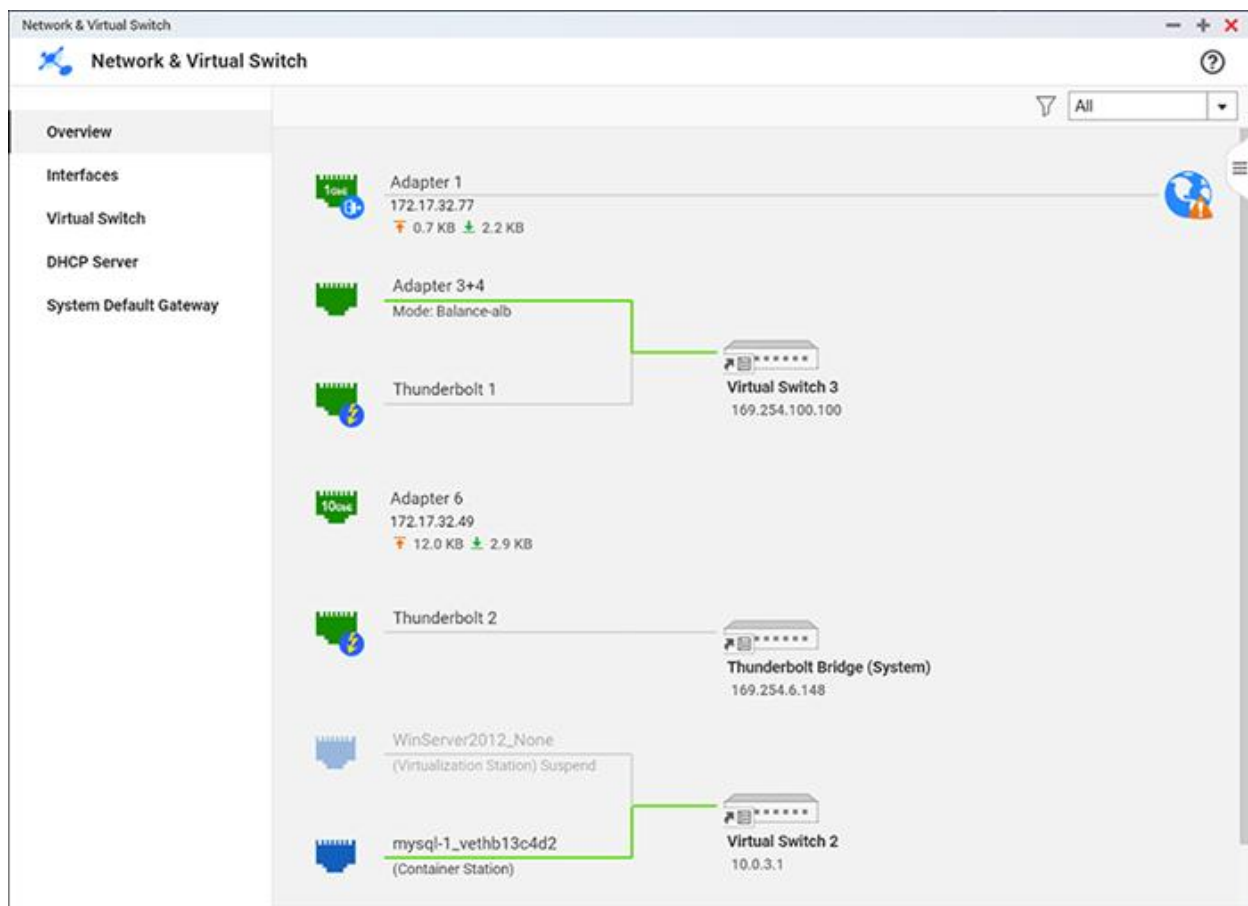 Network & Virtual Switch
Network & Virtual Switch
All
Overview
Interfaces
Virtual Switch
DHCP Server
System Default Gateway
1GbE
Adapter 1
172.17.32.77
0.7 KB 2.2 KB
Adapter 3+4
Mode: Balance-alb
Thunderbolt 1
Virtual Switch 3
169.254.100.100
10GbE
Adapter 6
172.17.32.49
12.0 KB 2.9 KB
Thunderbolt 2
Thunderbolt Bridge (System)
169.254.6.148
WinServer2012_None
(Virtualization Station) Suspend
mysql-1_vethb13c4d2
(Container Station)
Virtual Switch 2
10.0.3.1